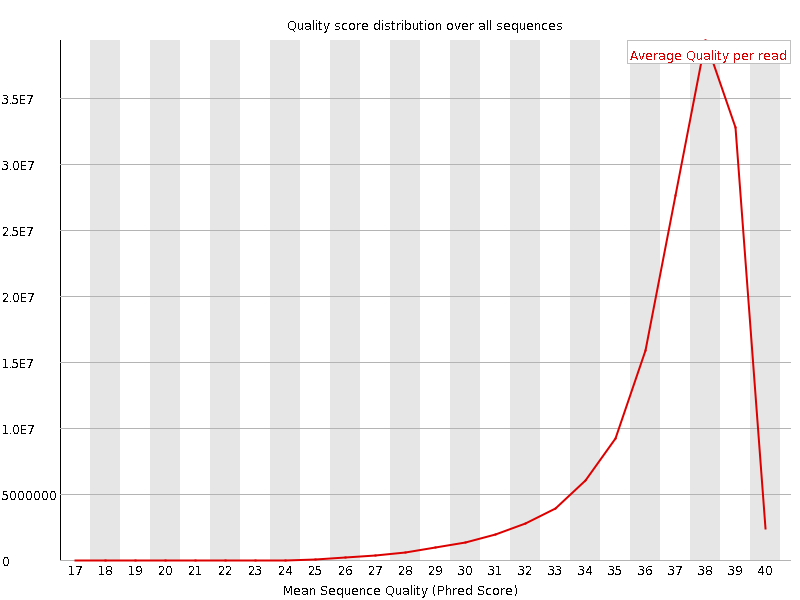 Quality score distribution over all sequences
Average Quality per read
3.5E7
3.0E7
2.5E7
2.0E7
1.5E7
1.0E7
5000000
0
17 18 19 20 21 22 23 24 25 26 27 28 29 30 31 32 33 34 35 36 37 38 39 40
Mean Sequence Quality (Phred Score)